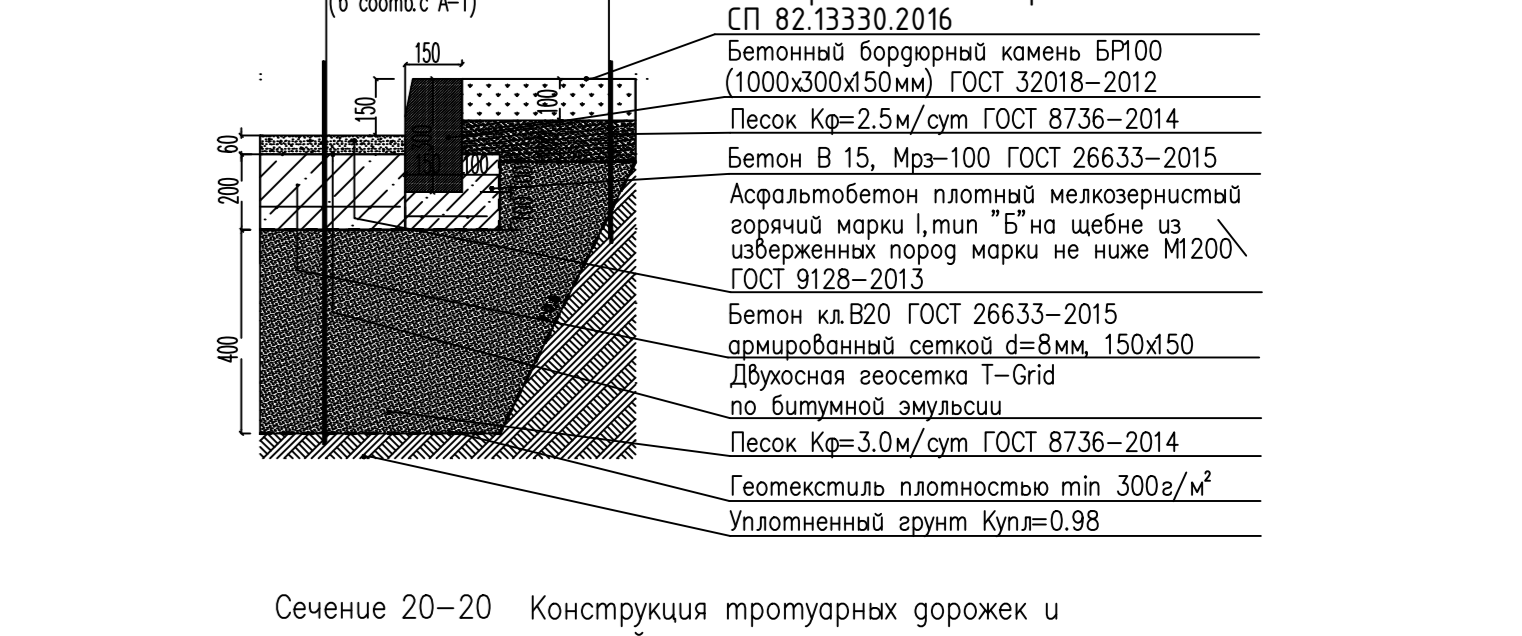 (в соотв.с А-1)
СП 82.13330.2016
Бетонный бордюрный камень БР100
(1000х300х150мм) ГОСТ 32018-2012
Песок Кф=2.5м/сут ГОСТ 8736-2014
Бетон В 15, Мрз-100 ГОСТ 26633-2015
Асфальтобетон плотный мелкозернистый
горячий марки I, тип "Б" на щебне из
изверженных пород марки не ниже М1200
ГОСТ 9128-2013
Бетон кл.В20 ГОСТ 26633-2015
армированный сеткой d=8мм, 150х150
Двухосная геосетка T-Grid
по битумной эмульсии
Песок Кф=3.0м/сут ГОСТ 8736-2014
Геотекстиль плотностью min 300г/м²
Уплотненный грунт Купл=0.98
150
150
100
60
150
100
200
400
Сечение 20-20 Конструкция тротуарных дорожек и